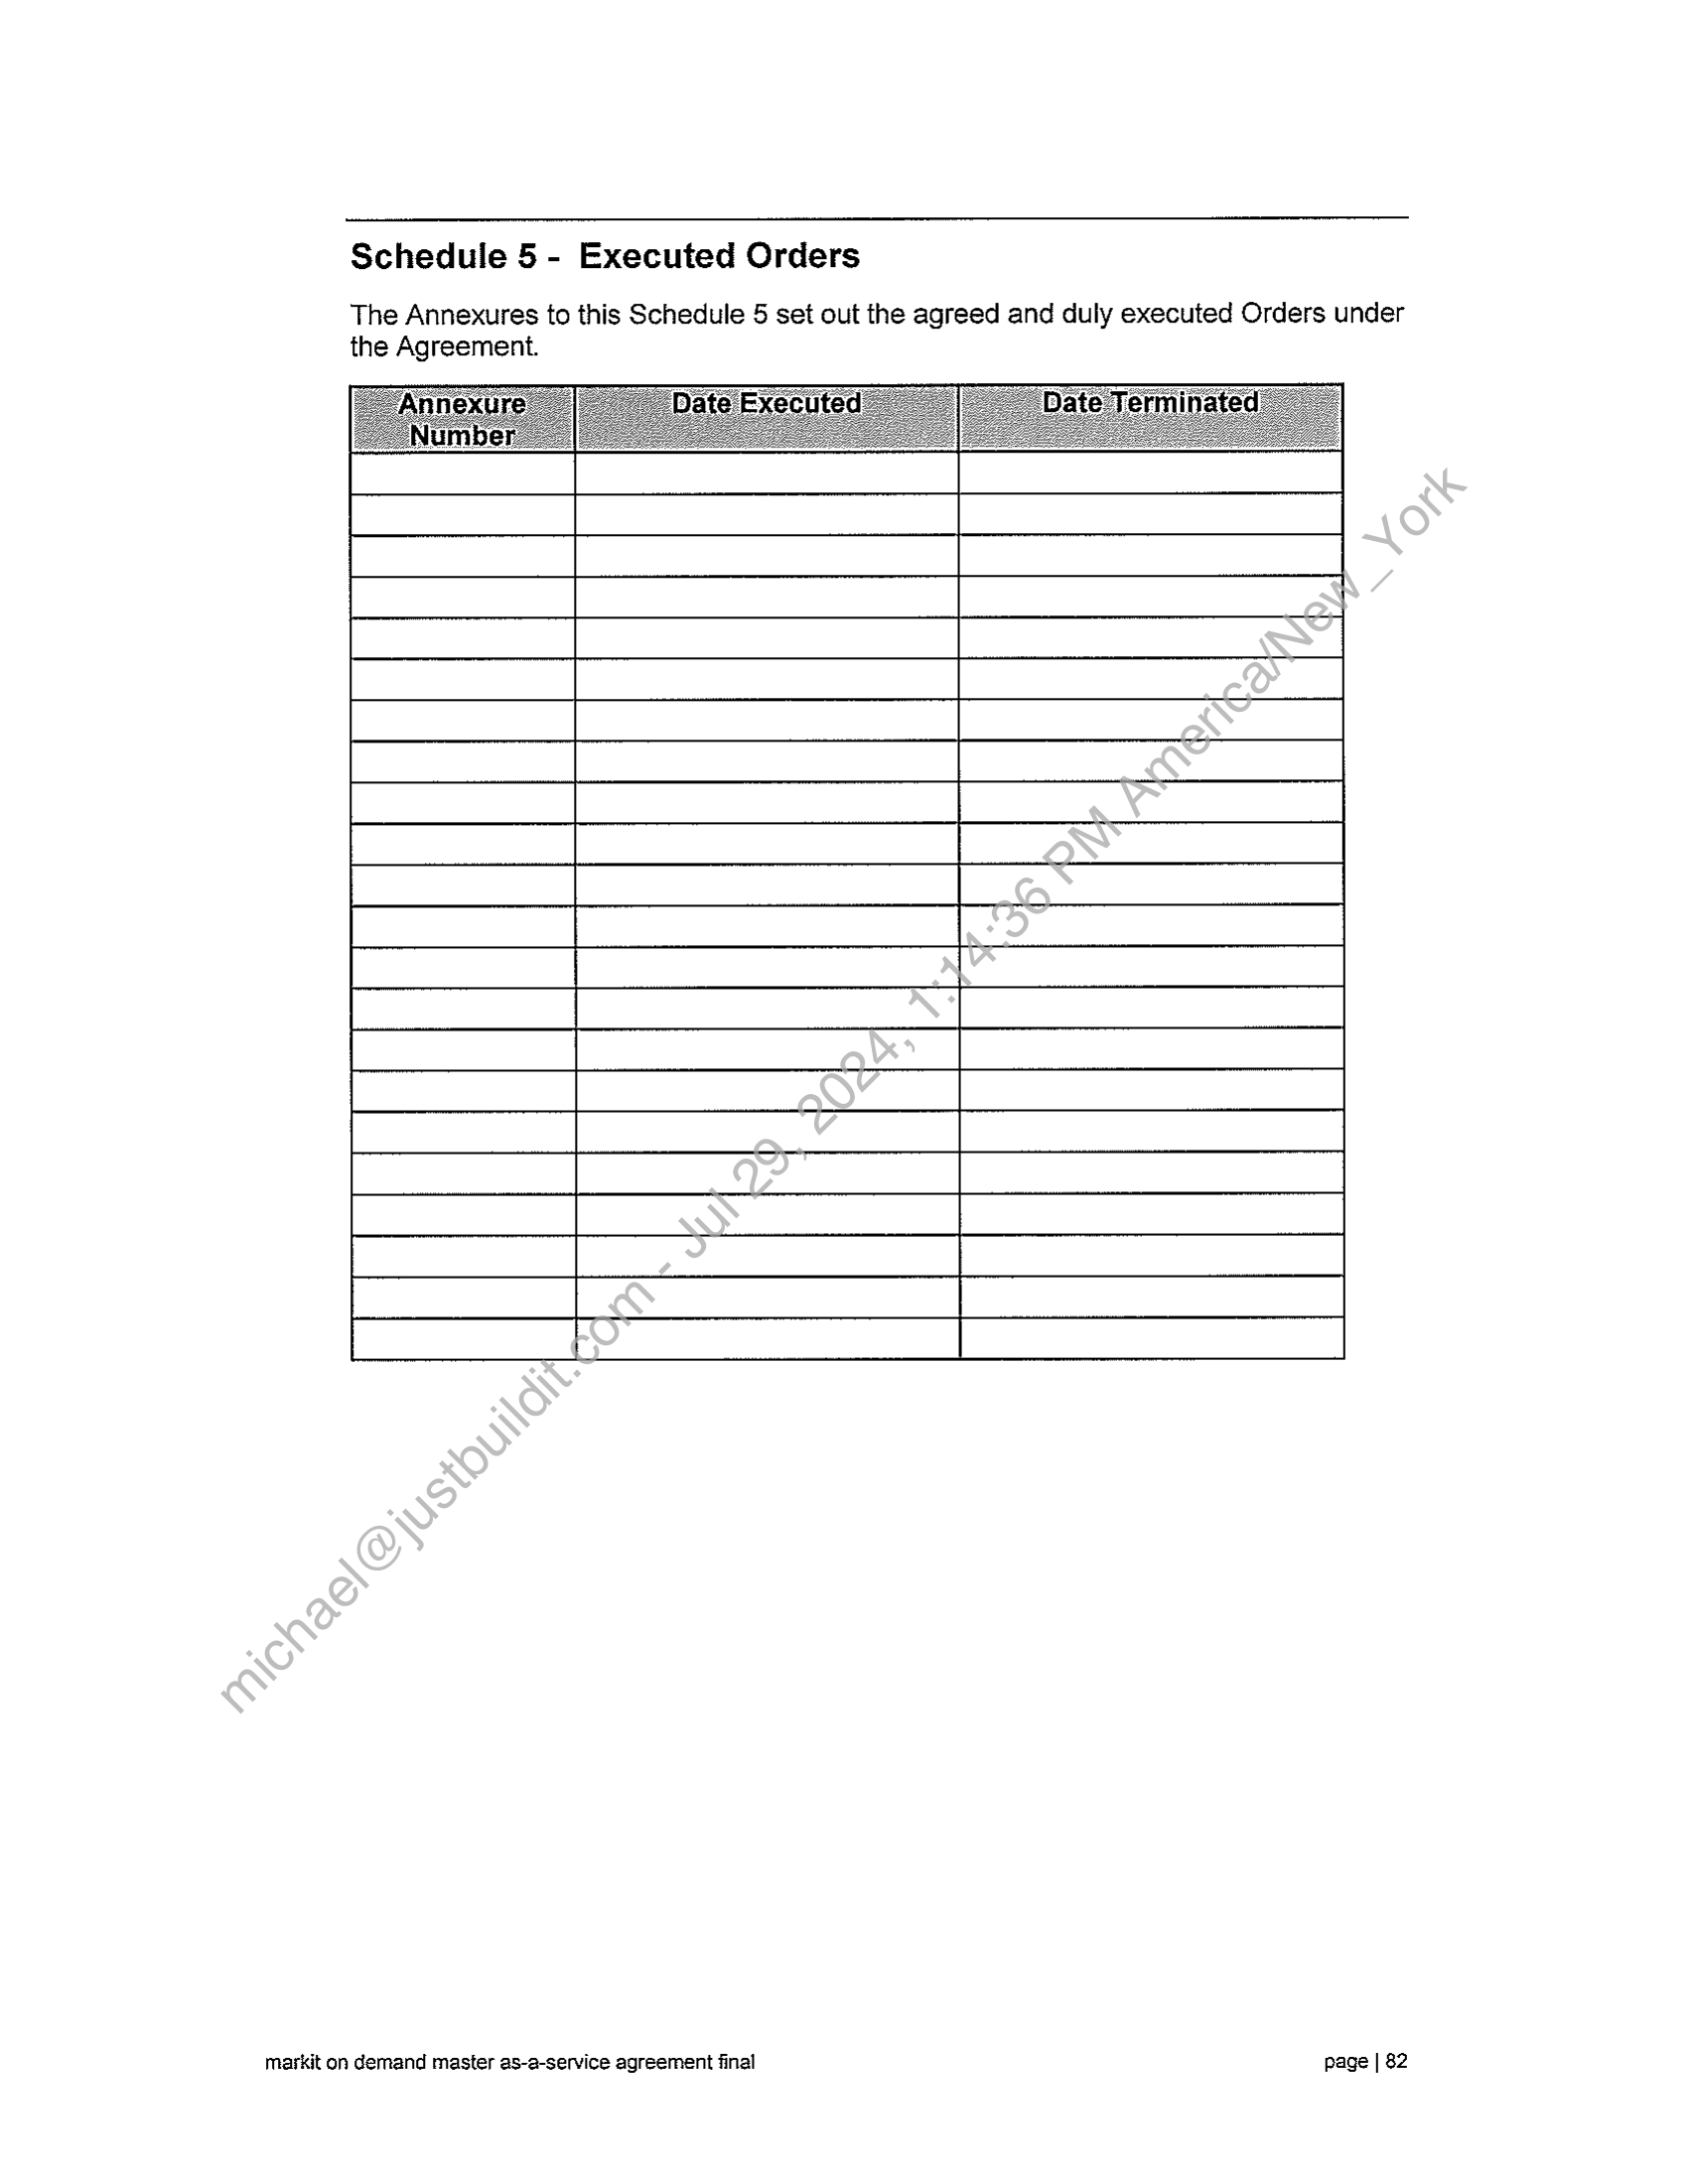 Schedule 5 - Executed Orders
The Annexures to this Schedule 5 set out the agreed and duly executed Orders under
the Agreement.
Annexure
Number
Date Executed
Date Terminated
michael@justbuildit.com - Jul 29, 2024, 1:14:36 PM America/New_York
markit on demand master as-a-service agreement final
page | 82